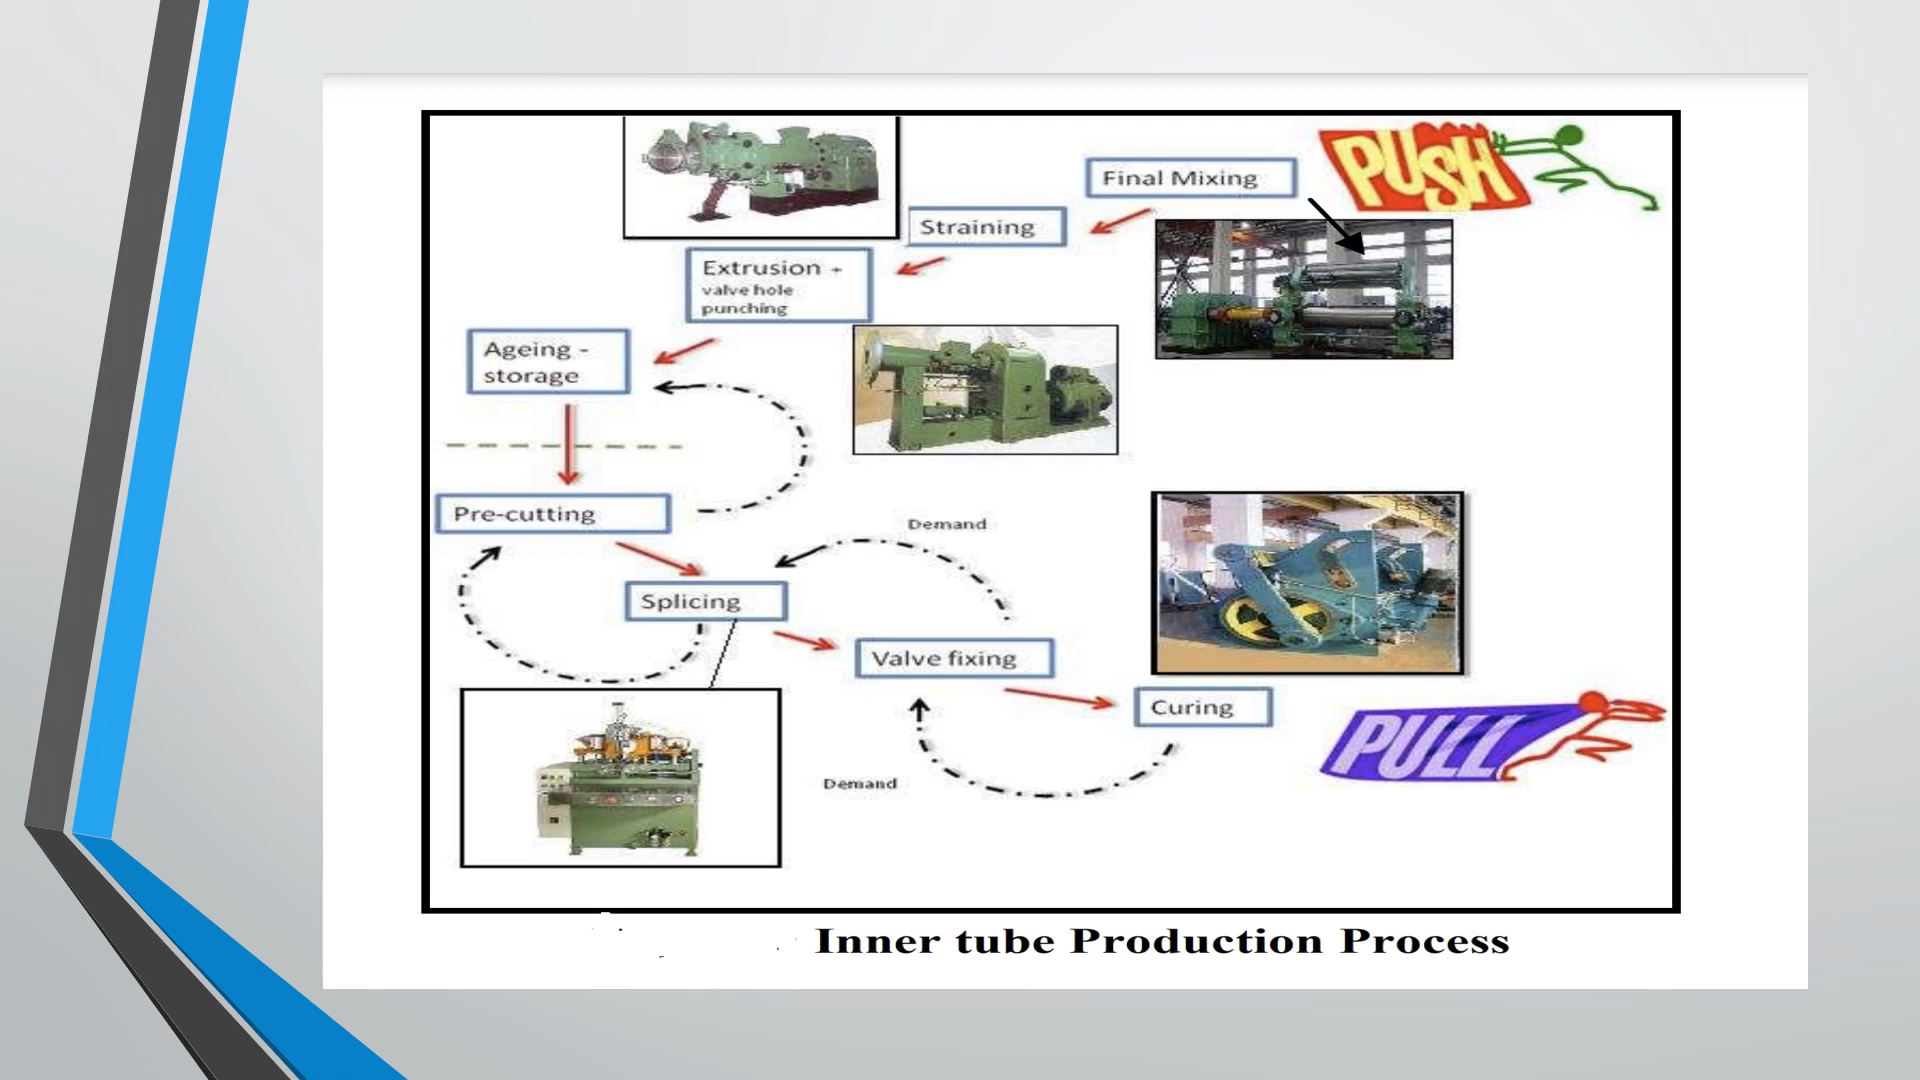 PUSH
Final Mixing
Straining
Extrusion +
valve hole
punching
Ageing -
storage
Pre-cutting
Demand
Splicing
Valve fixing
Curing
PULL
Demand
Inner tube Production Process